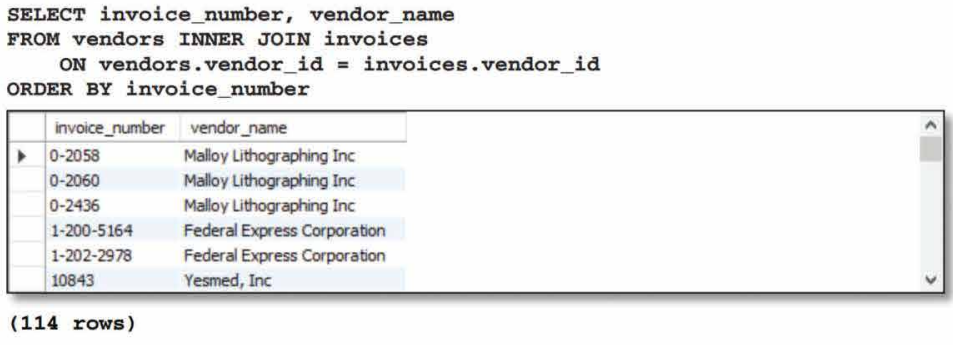 SELECT invoice_number, vendor_name
FROM vendors INNER JOIN invoices
ON vendors.vendor_id = invoices.vendor_id
ORDER BY invoice_number
invoice_number vendor_name
0-2058 Malloy Lithographing Inc
0-2060 Malloy Lithographing Inc
0-2436 Malloy Lithographing Inc
1-200-5164 Federal Express Corporation
1-202-2978 Federal Express Corporation
10843 Yesmed, Inc
(114 rows)